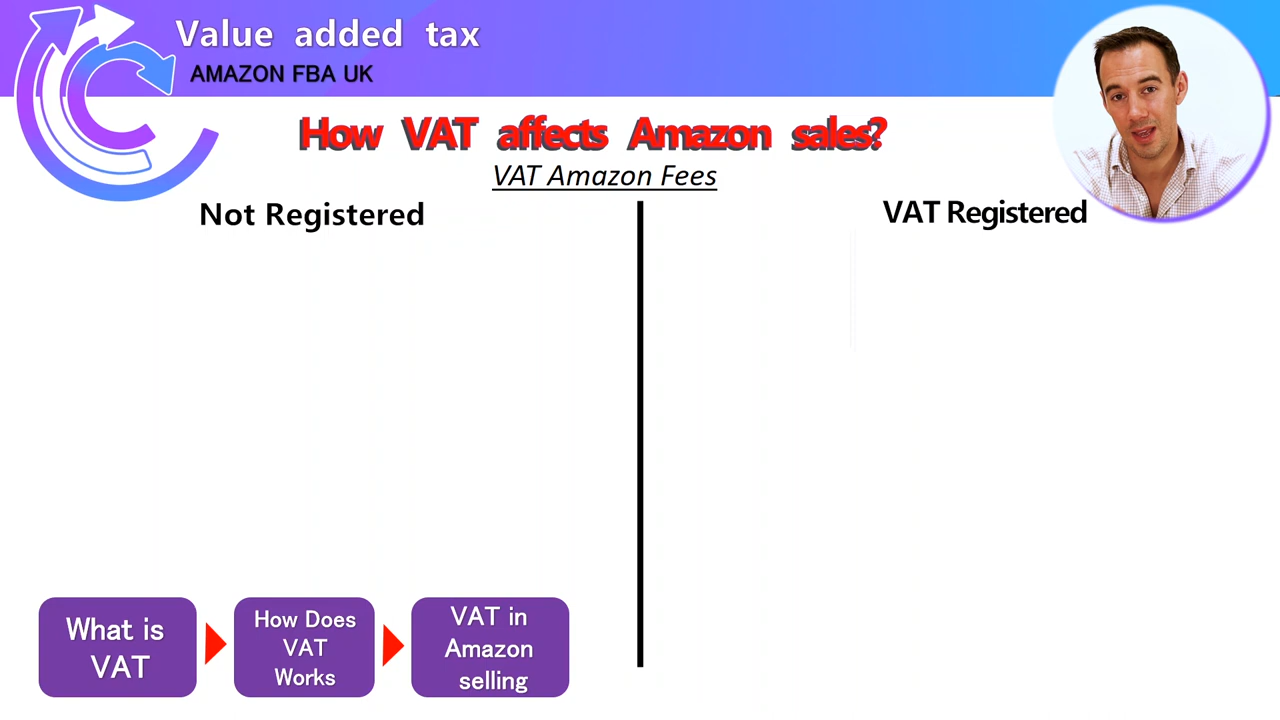 Value added tax
AMAZON FBA UK
How VAT affects Amazon sales?
VAT Amazon Fees
Not Registered
VAT Registered
What is
VAT
How Does
VAT
Works
VAT in
Amazon
selling